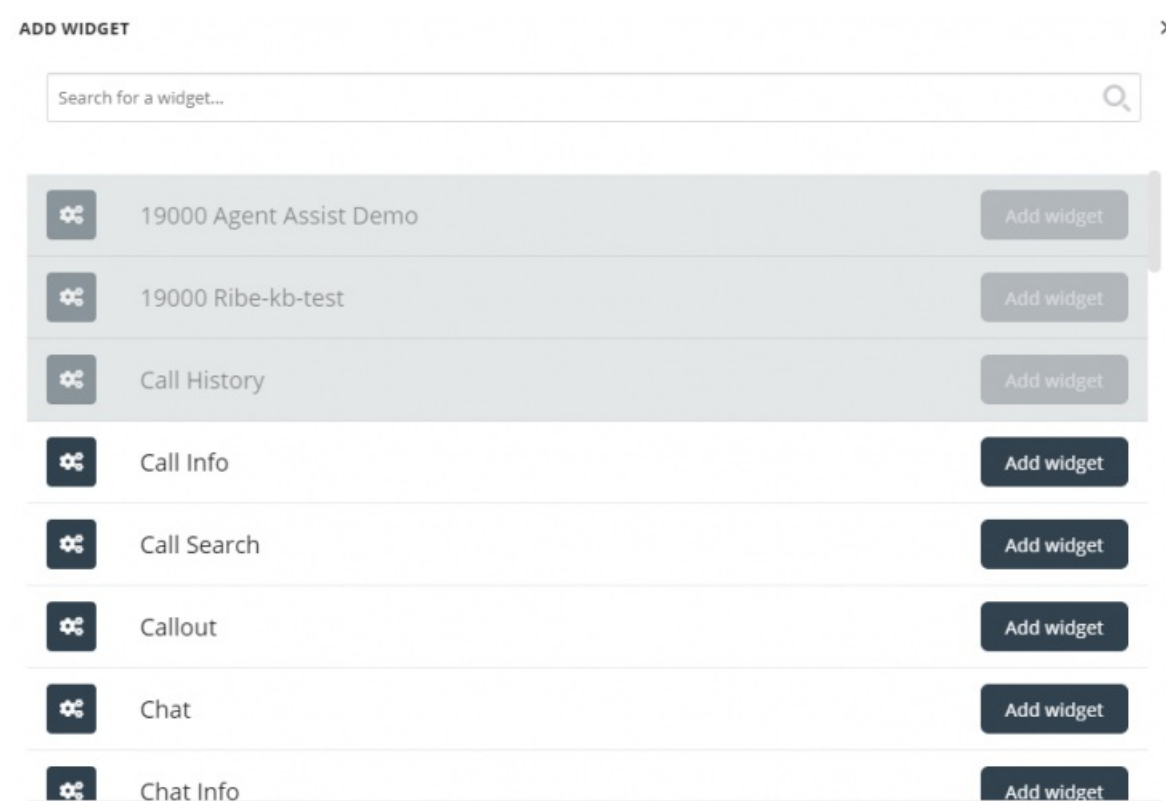 ADD WIDGET
Search for a widget...
19000 Agent Assist Demo Add widget
19000 Ribe-kb-test Add widget
Call History Add widget
Call Info Add widget
Call Search Add widget
Callout Add widget
Chat Add widget
Chat Info Add widget